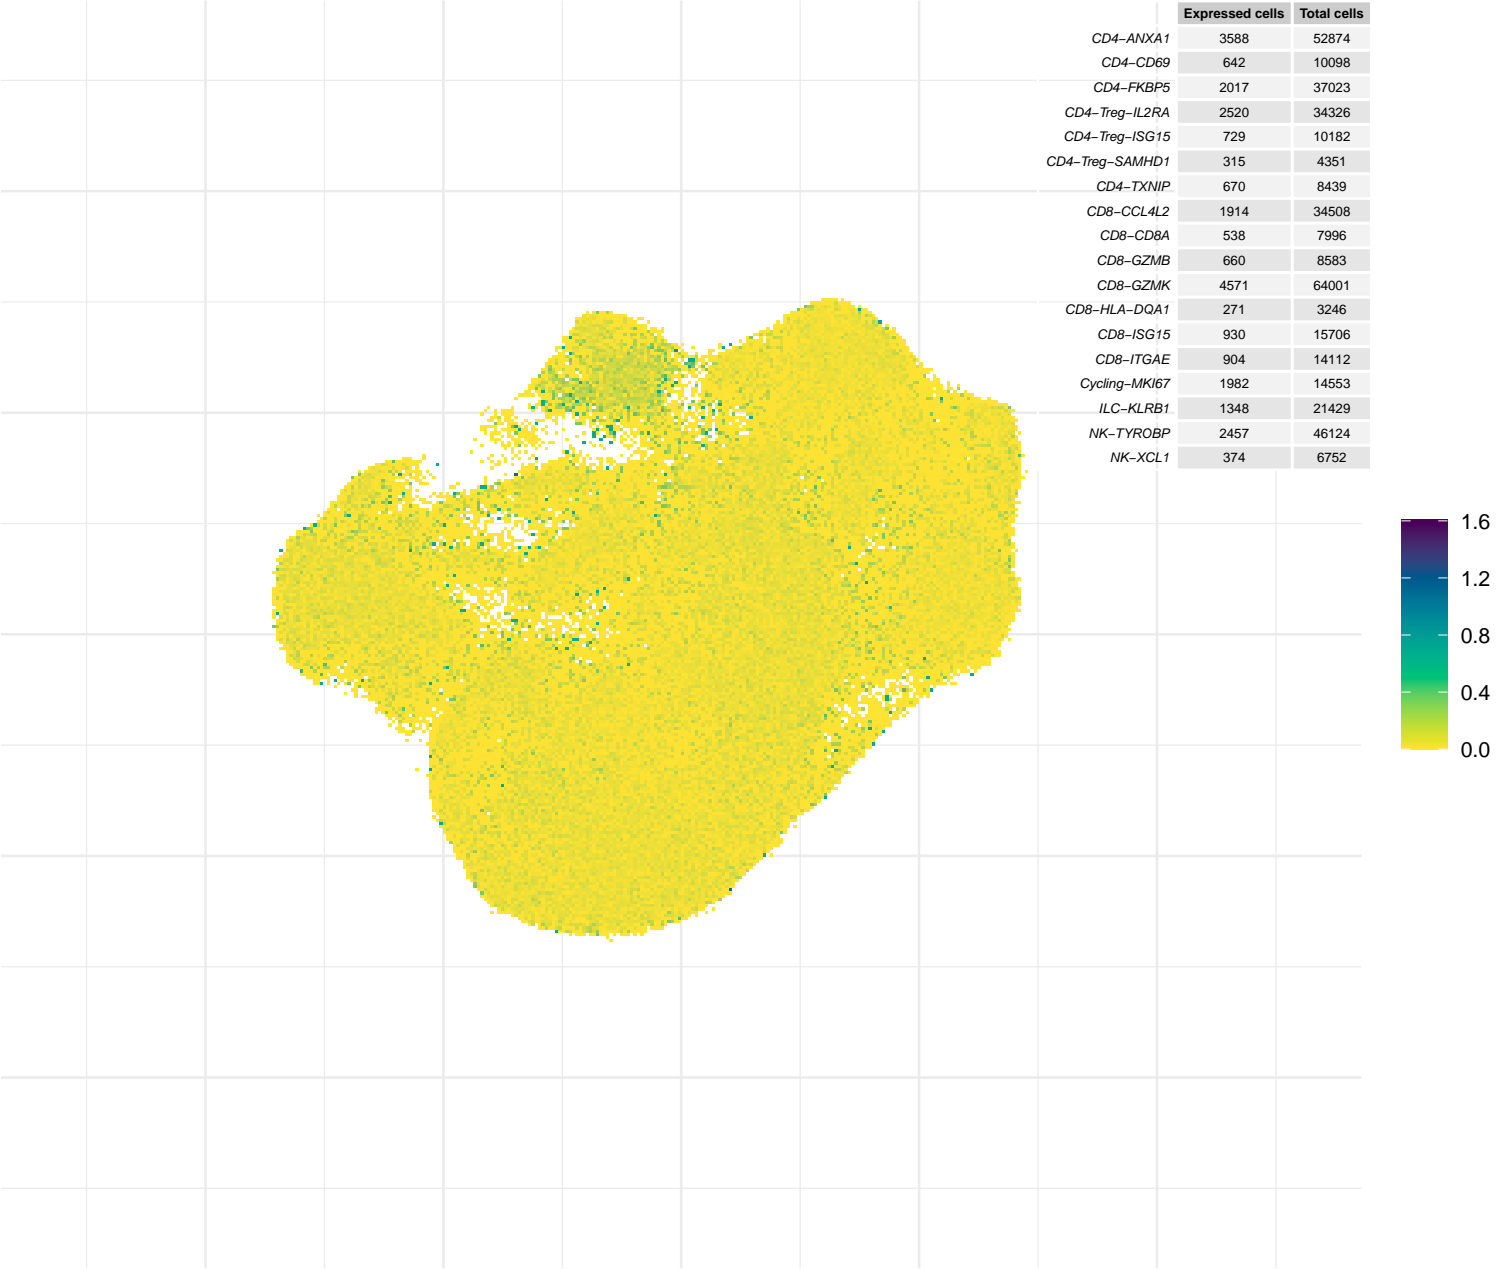 Expressed cells Total cells
CD4−ANXA1 3588 52874
CD4−CD69 642 10098
CD4−FKBP5 2017 37023
CD4−Treg−IL2RA 2520 34326
CD4−Treg−ISG15 729 10182
CD4−Treg−SAMHD1 315 4351
CD4−TXNIP 670 8439
CD8−CCL4L2 1914 34508
CD8−CD8A 538 7996
CD8−GZMB 660 8583
CD8−GZMK 4571 64001
CD8−HLA−DQA1 271 3246
CD8−ISG15 930 15706
CD8−ITGAE 904 14112
Cycling−MKI67 1982 14553
ILC−KLRB1 1348 21429
NK−TYROBP 2457 46124
NK−XCL1 374 6752
1.6
1.2
0.8
0.4
0.0